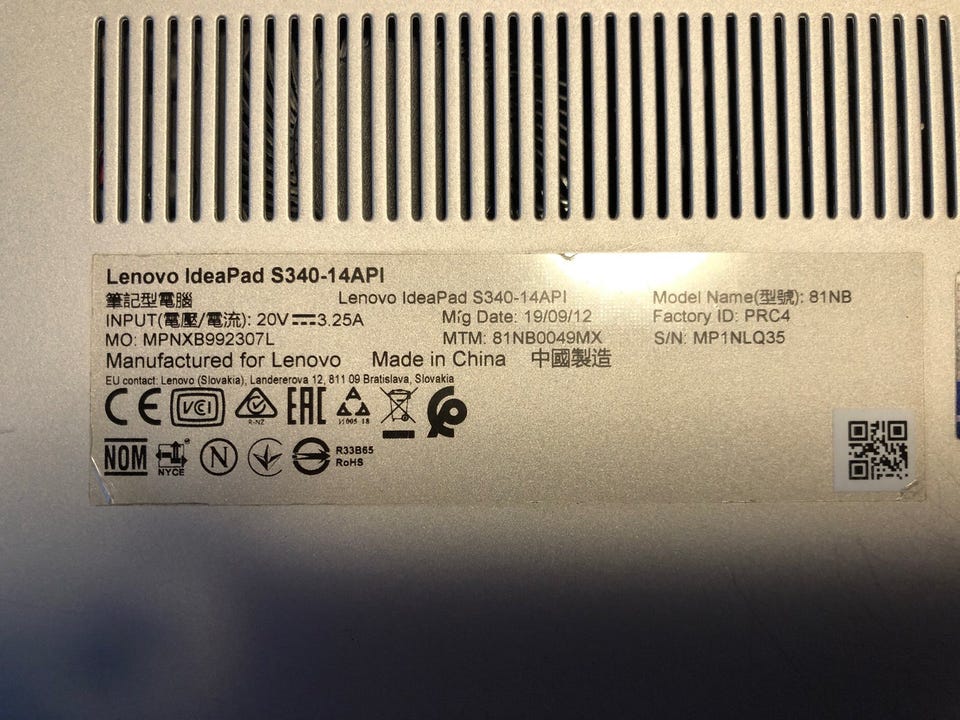 Lenovo IdeaPad S340-14API
筆記型電腦 Lenovo IdeaPad S340-14API Model Name(型號): 81NB
INPUT(電壓/電流): 20V⎓3.25A Mfg Date: 19/09/12 Factory ID: PRC4
MO: MPNXB992307L MTM: 81NB0049MX S/N: MP1NLQ35
Manufactured for Lenovo Made in China 中國製造
EU contact: Lenovo (Slovakia), Landererova 12, 811 09 Bratislava, Slovakia
CE VCI R-NZ EAC
NOM NYCE N R33B65
RoHS